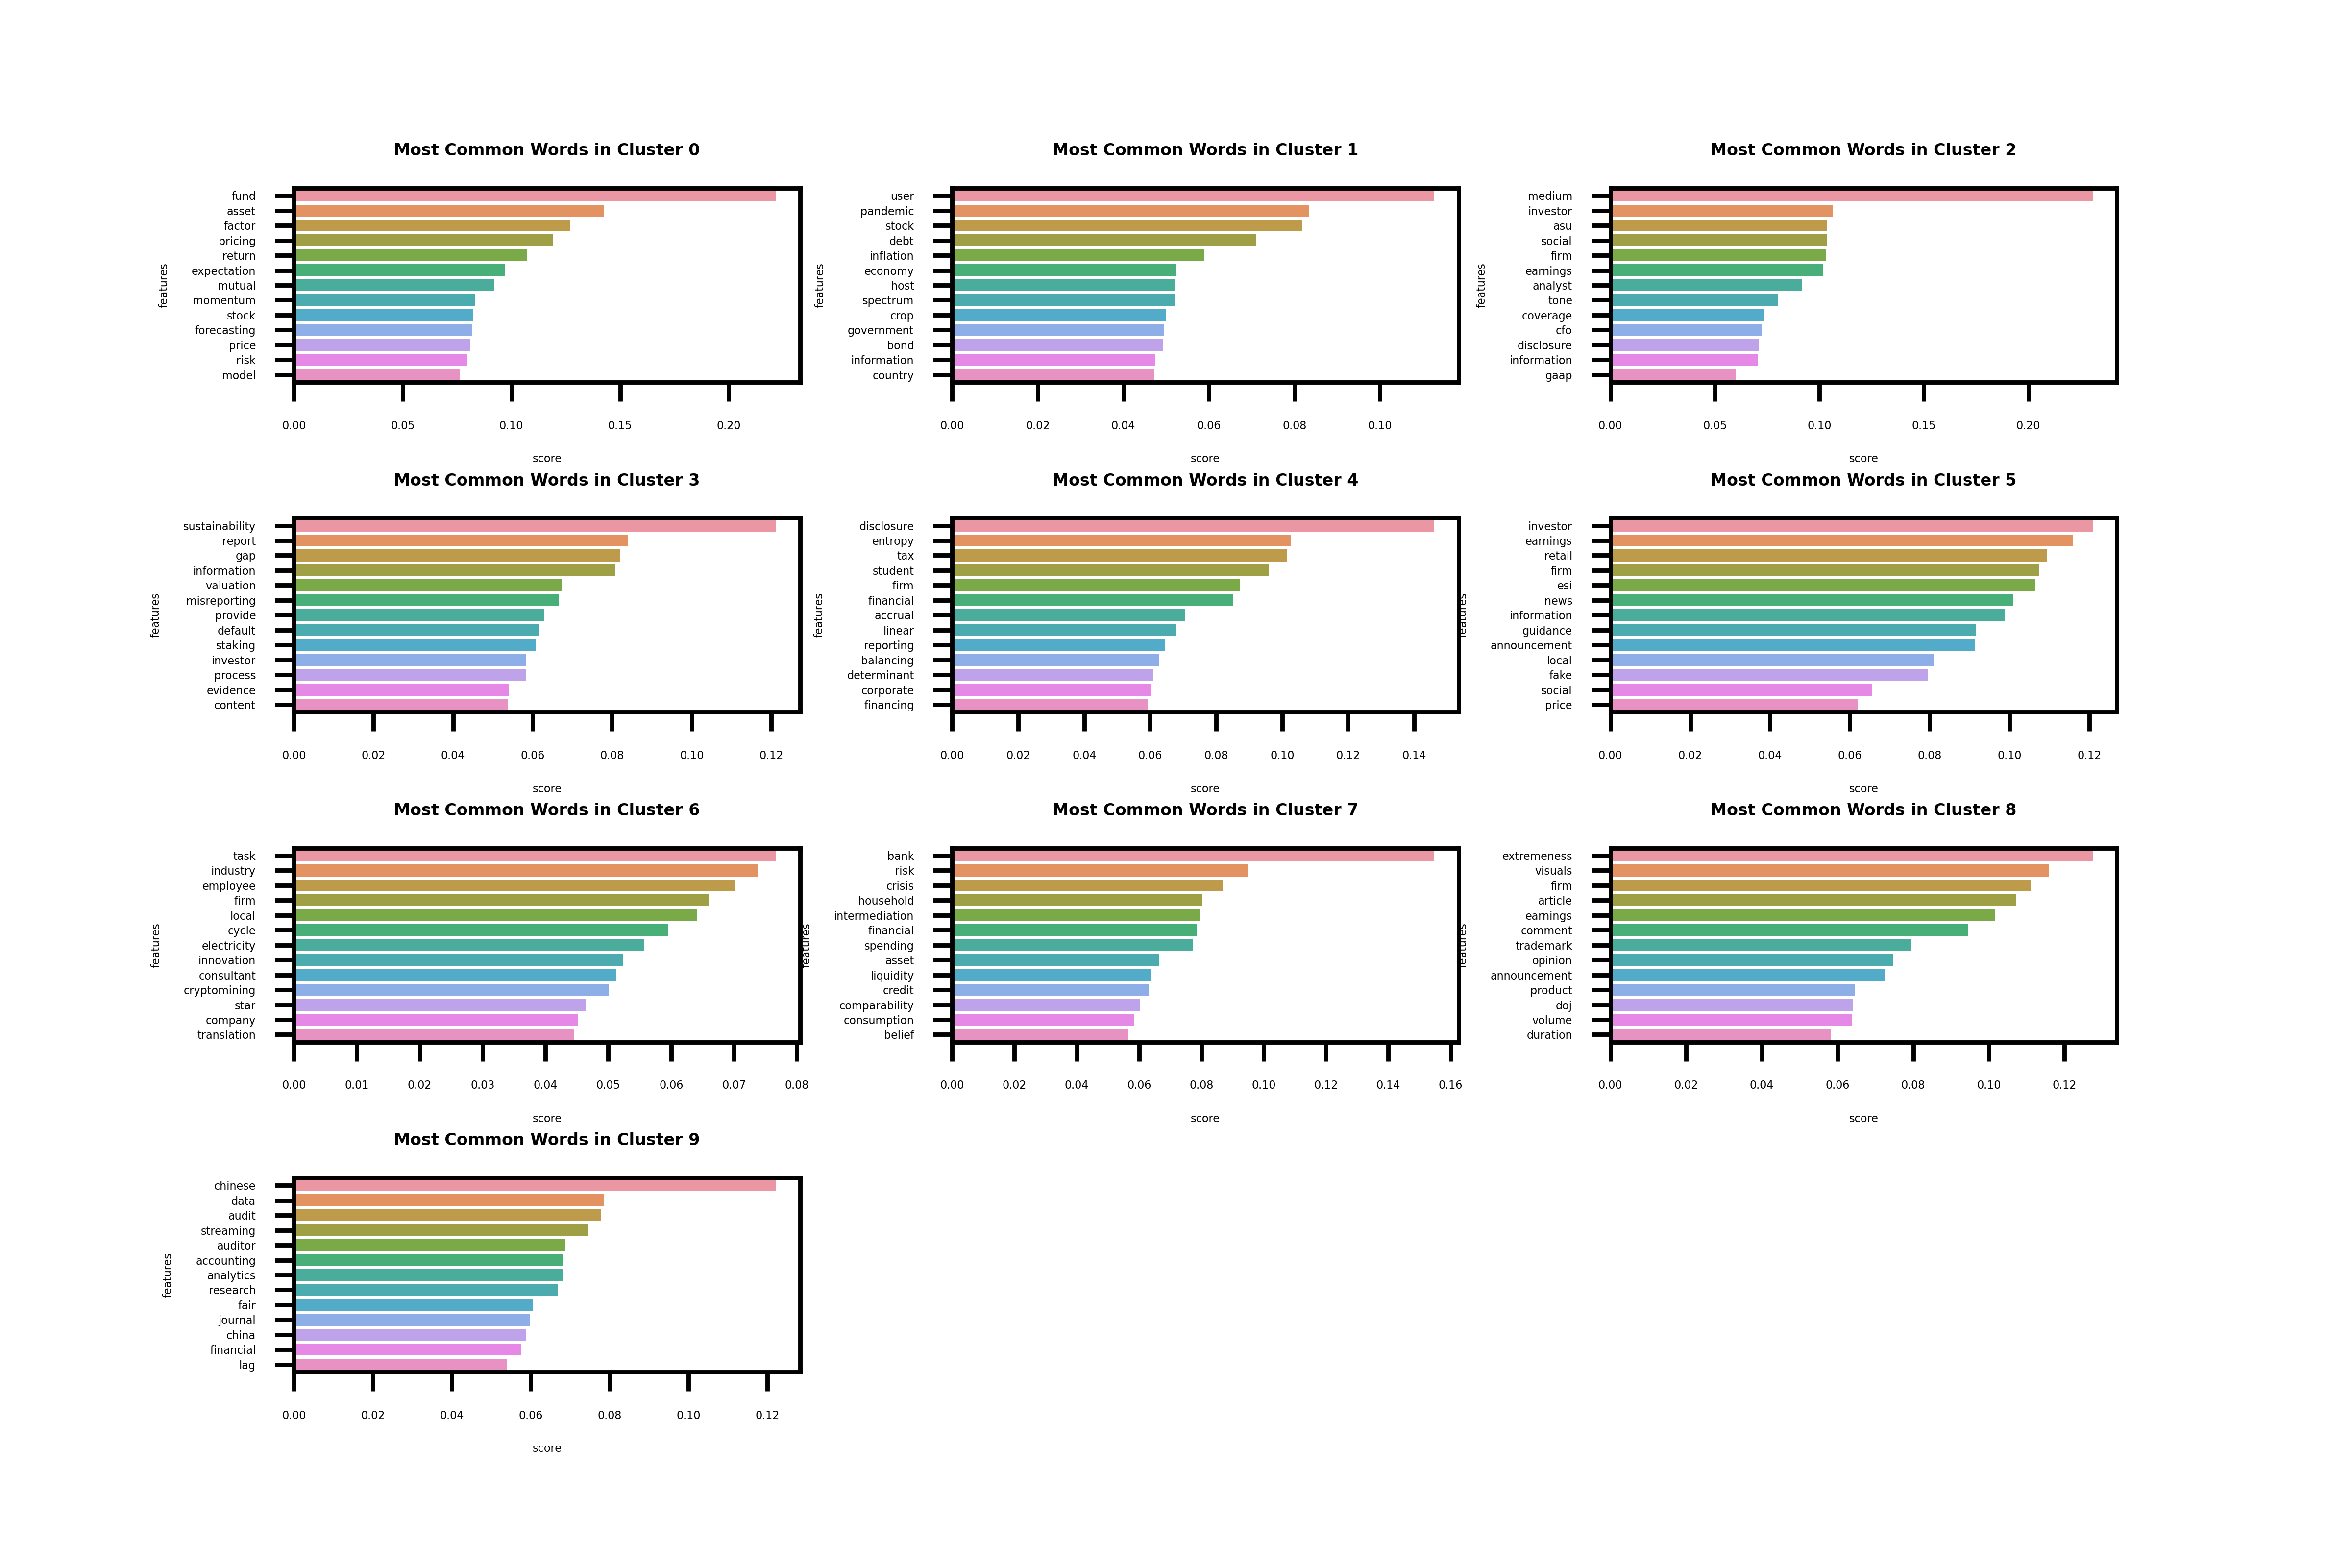 Most Common Words in Cluster 0
features
fund
asset
factor
pricing
return
expectation
mutual
momentum
stock
forecasting
price
risk
model
0.00 0.05 0.10 0.15 0.20
score
Most Common Words in Cluster 1
features
user
pandemic
stock
debt
inflation
economy
host
spectrum
crop
government
bond
information
country
0.00 0.02 0.04 0.06 0.08 0.10
score
Most Common Words in Cluster 2
features
medium
investor
asu
social
firm
earnings
analyst
tone
coverage
cfo
disclosure
information
gaap
0.00 0.05 0.10 0.15 0.20
score
Most Common Words in Cluster 3
features
sustainability
report
gap
information
valuation
misreporting
provide
default
staking
investor
process
evidence
content
0.00 0.02 0.04 0.06 0.08 0.10 0.12
score
Most Common Words in Cluster 4
features
disclosure
entropy
tax
student
firm
financial
accrual
linear
reporting
balancing
determinant
corporate
financing
0.00 0.02 0.04 0.06 0.08 0.10 0.12 0.14
score
Most Common Words in Cluster 5
features
investor
earnings
retail
firm
esi
news
information
guidance
announcement
local
fake
social
price
0.00 0.02 0.04 0.06 0.08 0.10 0.12
score
Most Common Words in Cluster 6
features
task
industry
employee
firm
local
cycle
electricity
innovation
consultant
cryptomining
star
company
translation
0.00 0.01 0.02 0.03 0.04 0.05 0.06 0.07 0.08
score
Most Common Words in Cluster 7
features
bank
risk
crisis
household
intermediation
financial
spending
asset
liquidity
credit
comparability
consumption
belief
0.00 0.02 0.04 0.06 0.08 0.10 0.12 0.14 0.16
score
Most Common Words in Cluster 8
features
extremeness
visuals
firm
article
earnings
comment
trademark
opinion
announcement
product
doj
volume
duration
0.00 0.02 0.04 0.06 0.08 0.10 0.12
score
Most Common Words in Cluster 9
features
chinese
data
audit
streaming
auditor
accounting
analytics
research
fair
journal
china
financial
lag
0.00 0.02 0.04 0.06 0.08 0.10 0.12
score